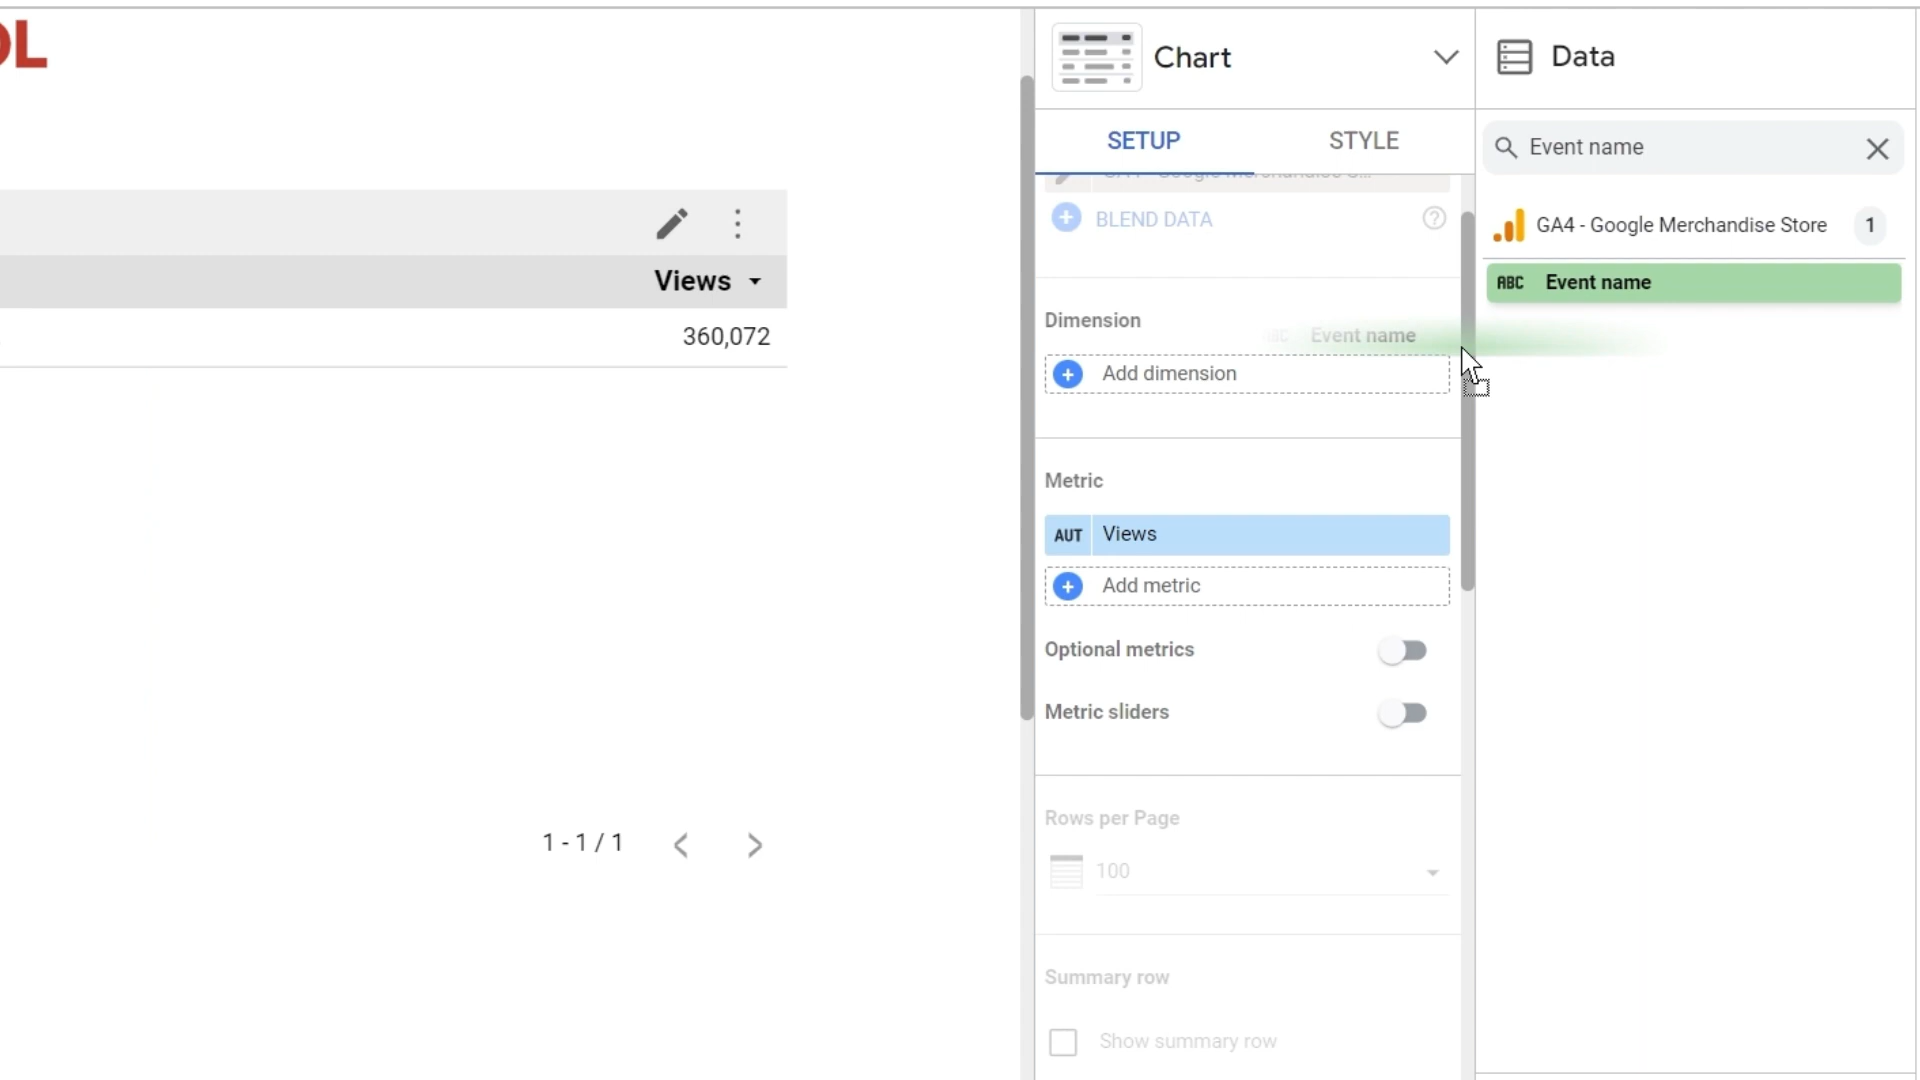 OL
Chart
Data
SETUP
STYLE
Event name
BLEND DATA
GA4 - Google Merchandise Store
1
ABC Event name
Views
360,072
Dimension
Event name
Add dimension
Metric
AUT Views
Add metric
Optional metrics
Metric sliders
1 - 1 / 1
Rows per Page
100
Summary row
Show summary row